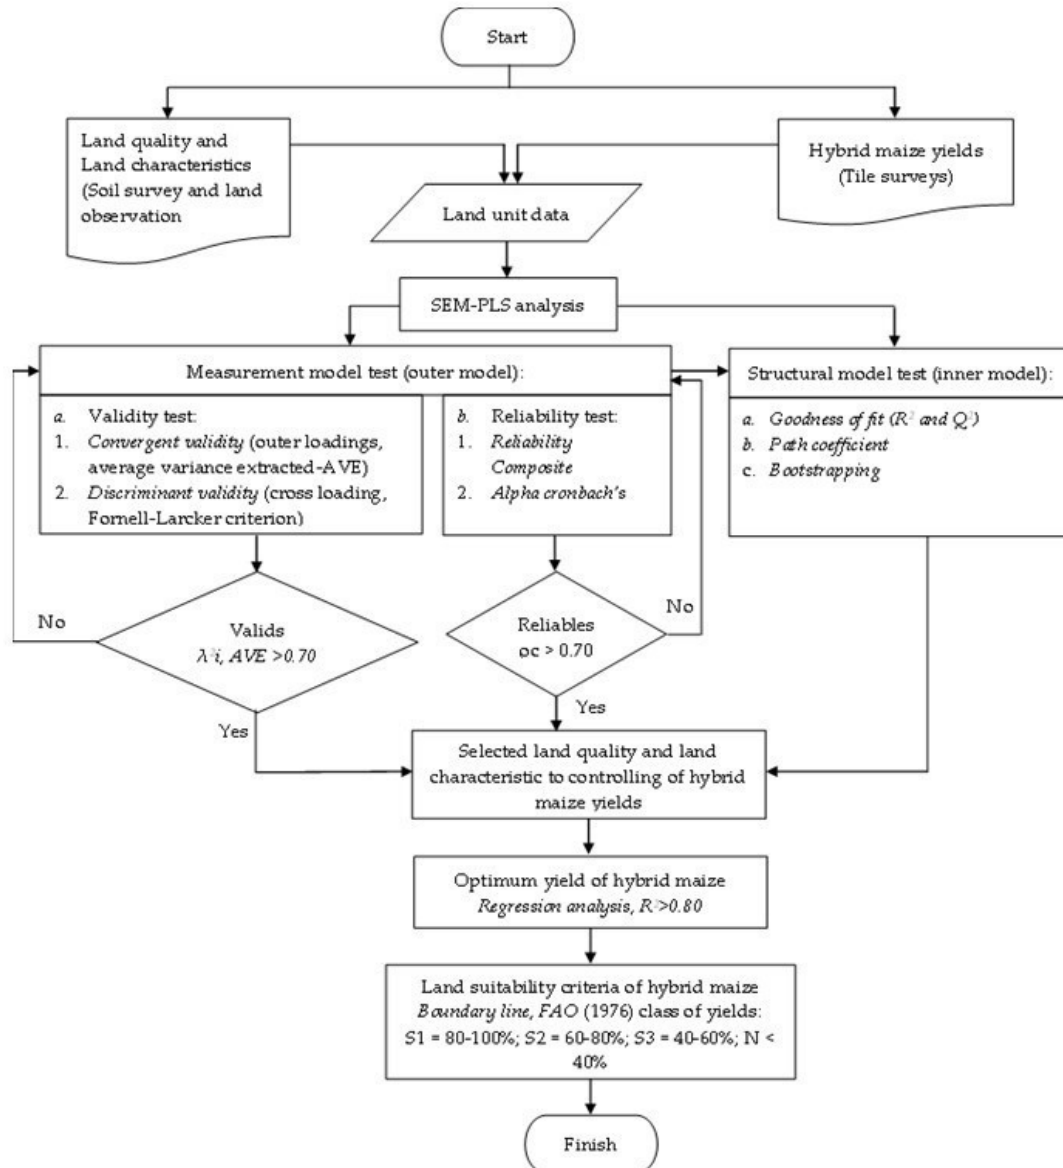 Start
Land quality and
Land characteristics
(Soil survey and land
observation
Hybrid maize yields
(Tile surveys)
Land unit data
SEM-PLS analysis
Measurement model test (outer model):
Structural model test (inner model):
a. Validity test:
1. Convergent validity (outer loadings,
average variance extracted-AVE)
2. Discriminant validity (cross loading,
Fornell-Larcker criterion)
b. Reliability test:
1. Reliability
Composite
2. Alpha cronbach's
a. Goodness of fit (R² and Q²)
b. Path coefficient
c. Bootstrapping
No
Valids
λ²i, AVE >0.70
Yes
No
Reliables
ρc > 0.70
Yes
Selected land quality and land
characteristic to controlling of hybrid
maize yields
Optimum yield of hybrid maize
Regression analysis, R²>0.80
Land suitability criteria of hybrid maize
Boundary line, FAO (1976) class of yields:
S1 = 80-100%; S2 = 60-80%; S3 = 40-60%; N <
40%
Finish